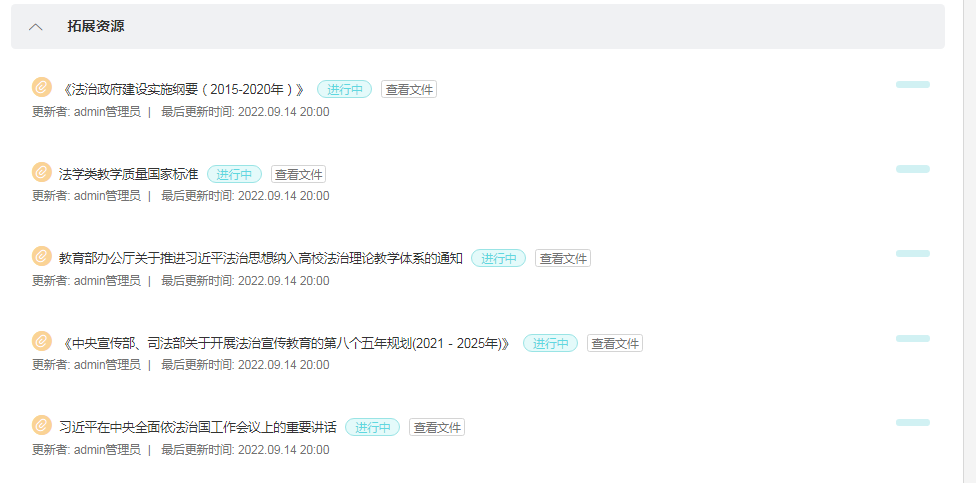 拓展资源
《法治政府建设实施纲要（2015-2020年）》 进行中 查看文件
更新者: admin管理员 | 最后更新时间: 2022.09.14 20:00
法学类教学质量国家标准 进行中 查看文件
更新者: admin管理员 | 最后更新时间: 2022.09.14 20:00
教育部办公厅关于推进习近平法治思想纳入高校法治理论教学体系的通知 进行中 查看文件
更新者: admin管理员 | 最后更新时间: 2022.09.14 20:00
《中央宣传部、司法部关于开展法治宣传教育的第八个五年规划(2021－2025年)》 进行中 查看文件
更新者: admin管理员 | 最后更新时间: 2022.09.14 20:00
习近平在中央全面依法治国工作会议上的重要讲话 进行中 查看文件
更新者: admin管理员 | 最后更新时间: 2022.09.14 20:00